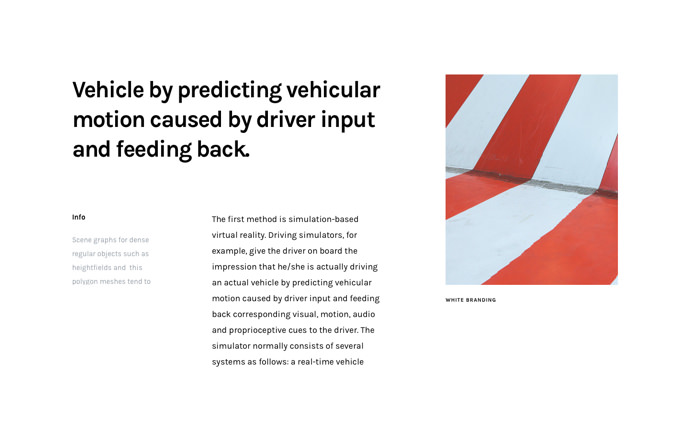 Vehicle by predicting vehicular
motion caused by driver input
and feeding back.
Info
Scene graphs for dense
regular objects such as
heightfields and this
polygon meshes tend to
The first method is simulation-based
virtual reality. Driving simulators, for
example, give the driver on board the
impression that he/she is actually driving
an actual vehicle by predicting vehicular
motion caused by driver input and feeding
back corresponding visual, motion, audio
and proprioceptive cues to the driver. The
simulator normally consists of several
systems as follows: a real-time vehicle
WHITE BRANDING